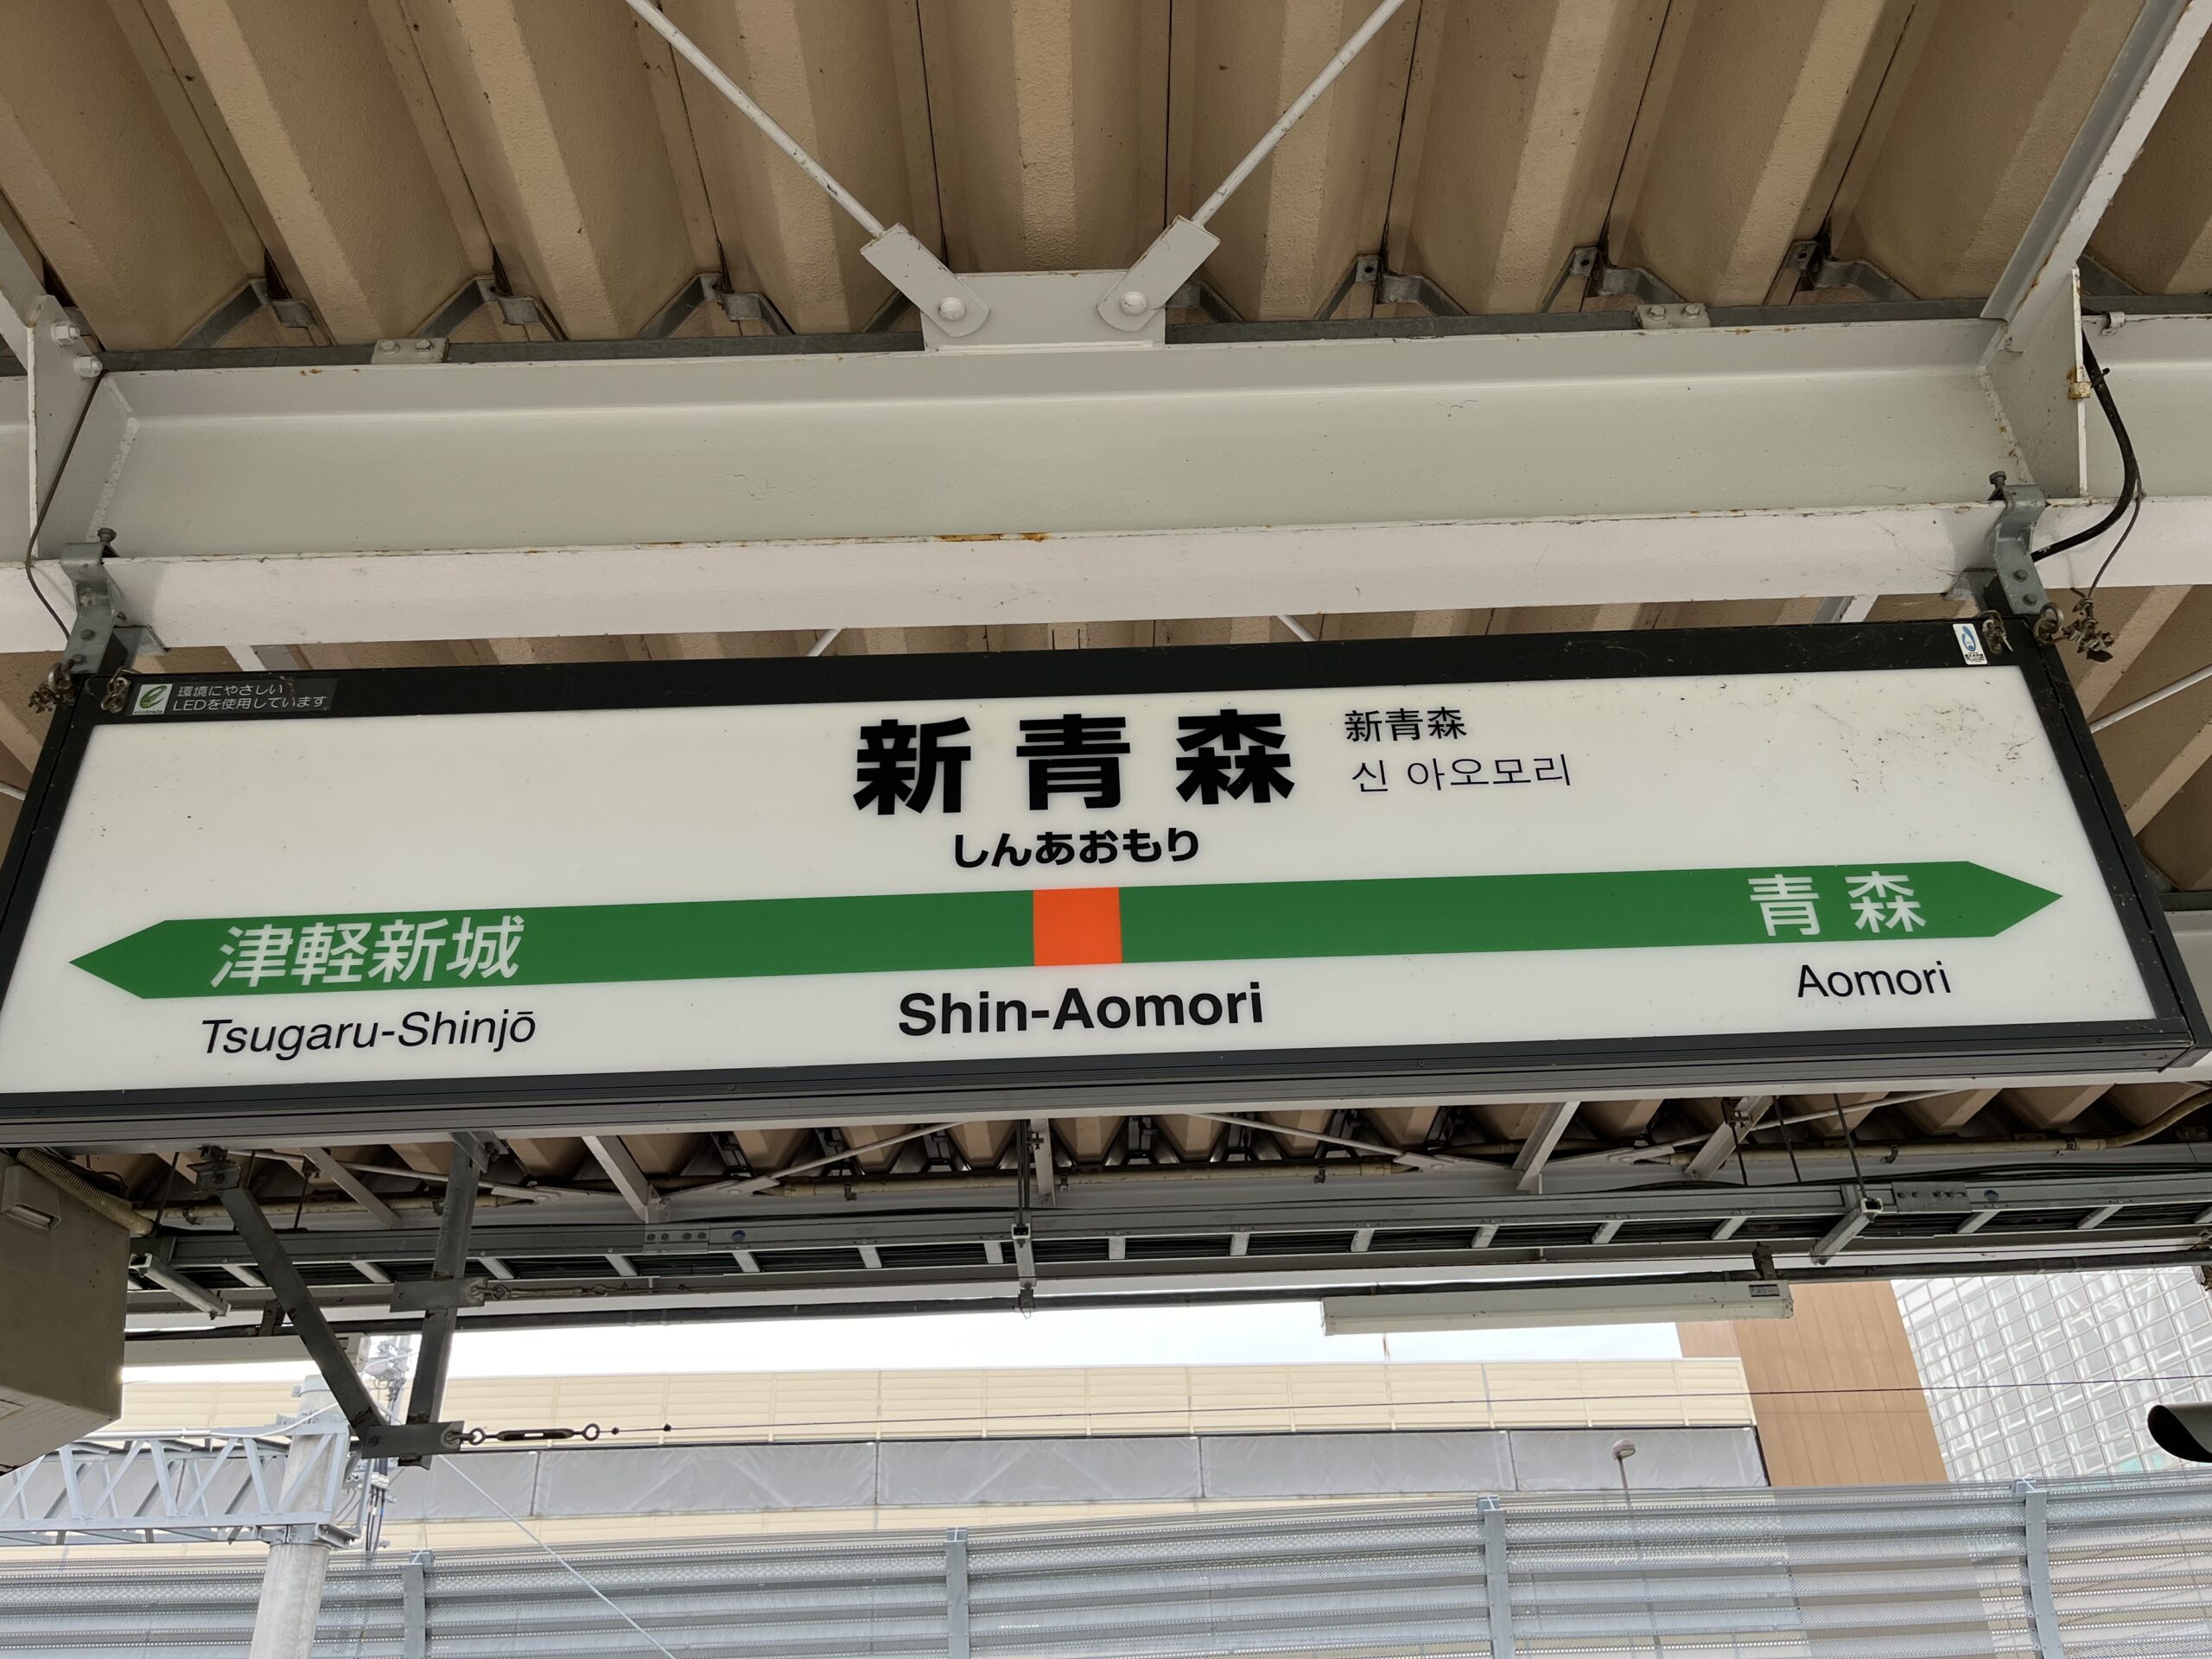 環境にやさしい
LEDを使用しています
新青森
新青森
신 아오모리
しんあおもり
津軽新城
青森
Tsugaru-Shinjō
Shin-Aomori
Aomori